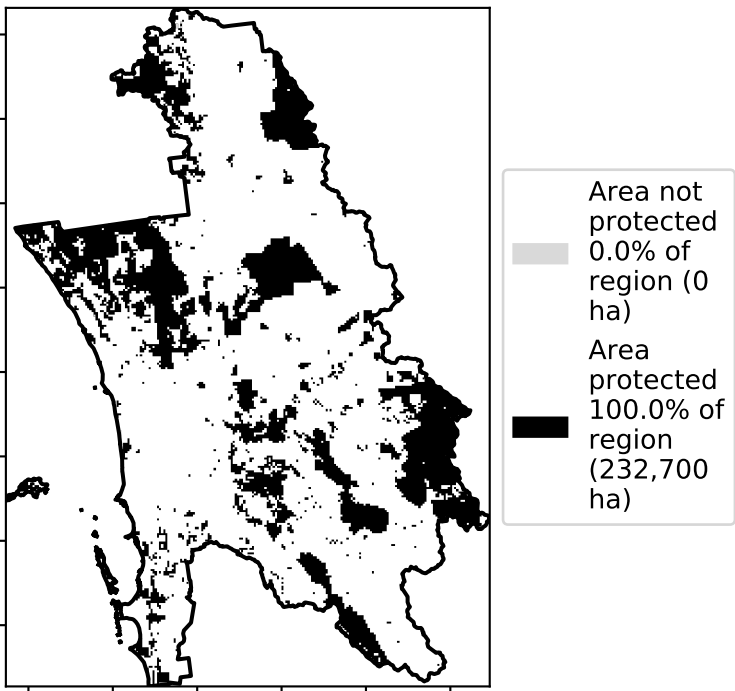 Area not
protected
0.0% of
region (0
ha)
Area
protected
100.0% of
region
(232,700
ha)